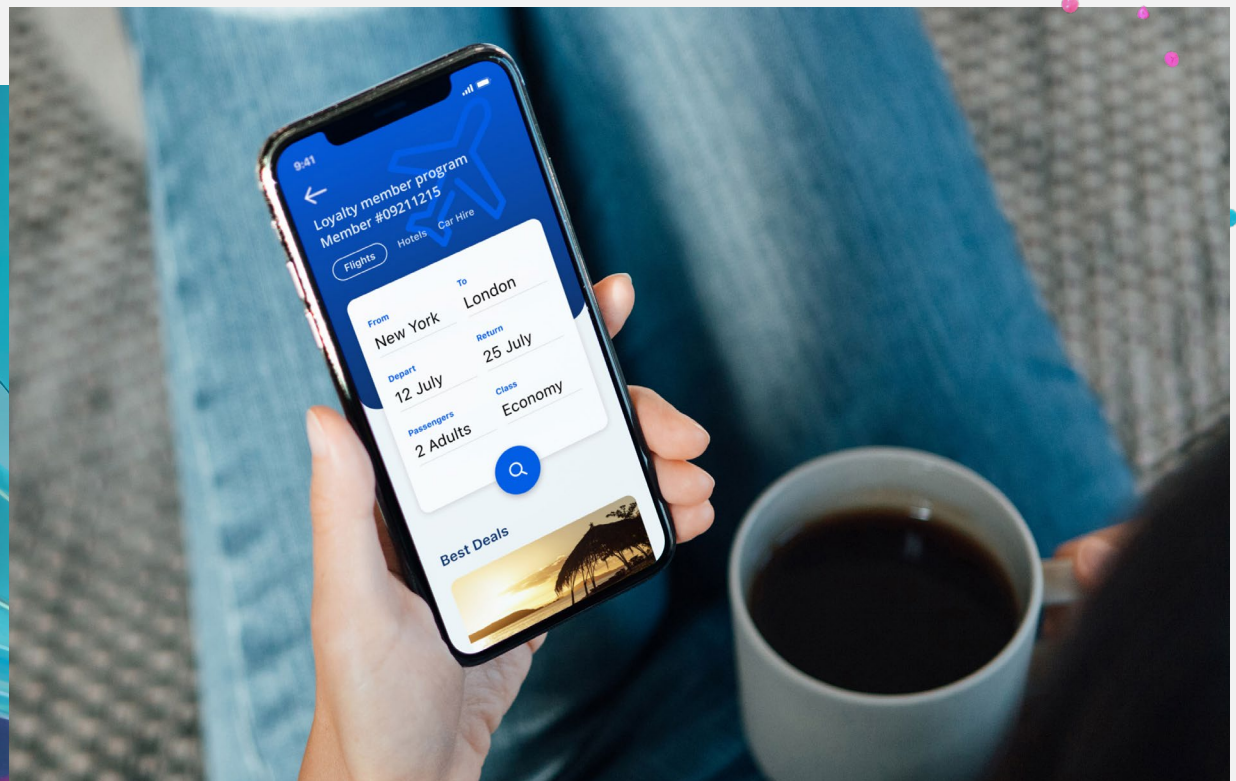 9:41
Loyalty member program
Member #09211215
Flights Hotels Car Hire
From To
New York London
Depart Return
12 July 25 July
Passengers Class
2 Adults Economy
Best Deals